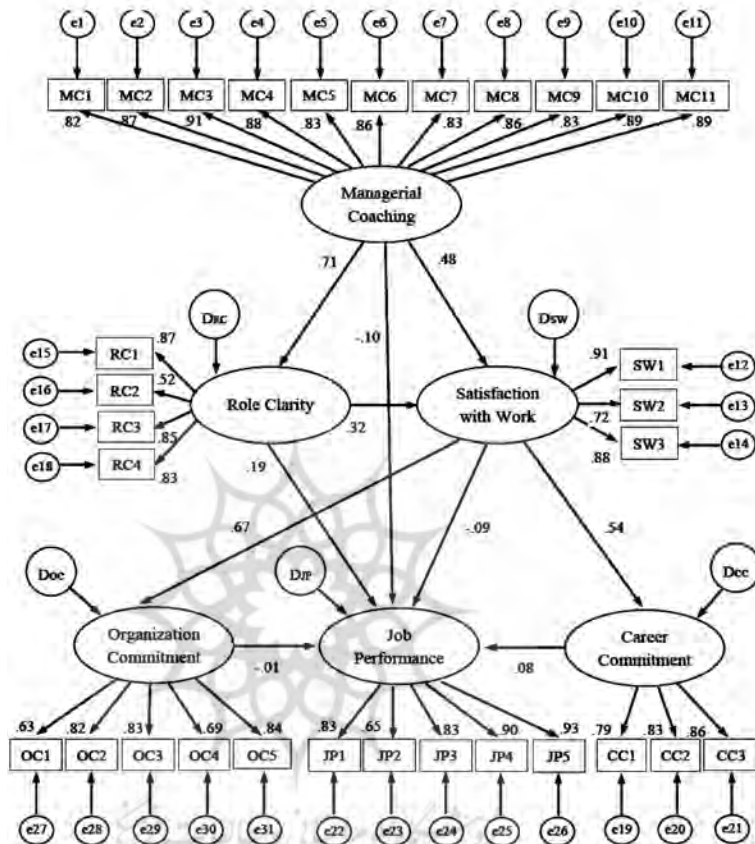 e1 e2 e3 e4 e5 e6 e7 e8 e9 e10 e11
MC1 MC2 MC3 MC4 MC5 MC6 MC7 MC8 MC9 MC10 MC11
.82 .87 .91 .88 .83 .86 .83 .86 .83 .89 .89
Managerial
Coaching
.71 .48
DRC DSW
-.10
e15 RC1 .87
.91 SW1 e12
e16 RC2 .52
Role Clarity
Satisfaction
with Work
SW2 e13
e17 RC3 .85
.32
.72 SW3 e14
e18 RC4 .83
.88
.19
.67 -.09 .54
DOC DJP DCC
Organization
Commitment
Job
Performance
Career
Commitment
-.01 .08
.63 .82 .83 .69 .84 .83 .65 .83 .90 .93 .79 .83 .86
OC1 OC2 OC3 OC4 OC5 JP1 JP2 JP3 JP4 JP5 CC1 CC2 CC3
e27 e28 e29 e30 e31 e22 e23 e24 e25 e26 e19 e20 e21